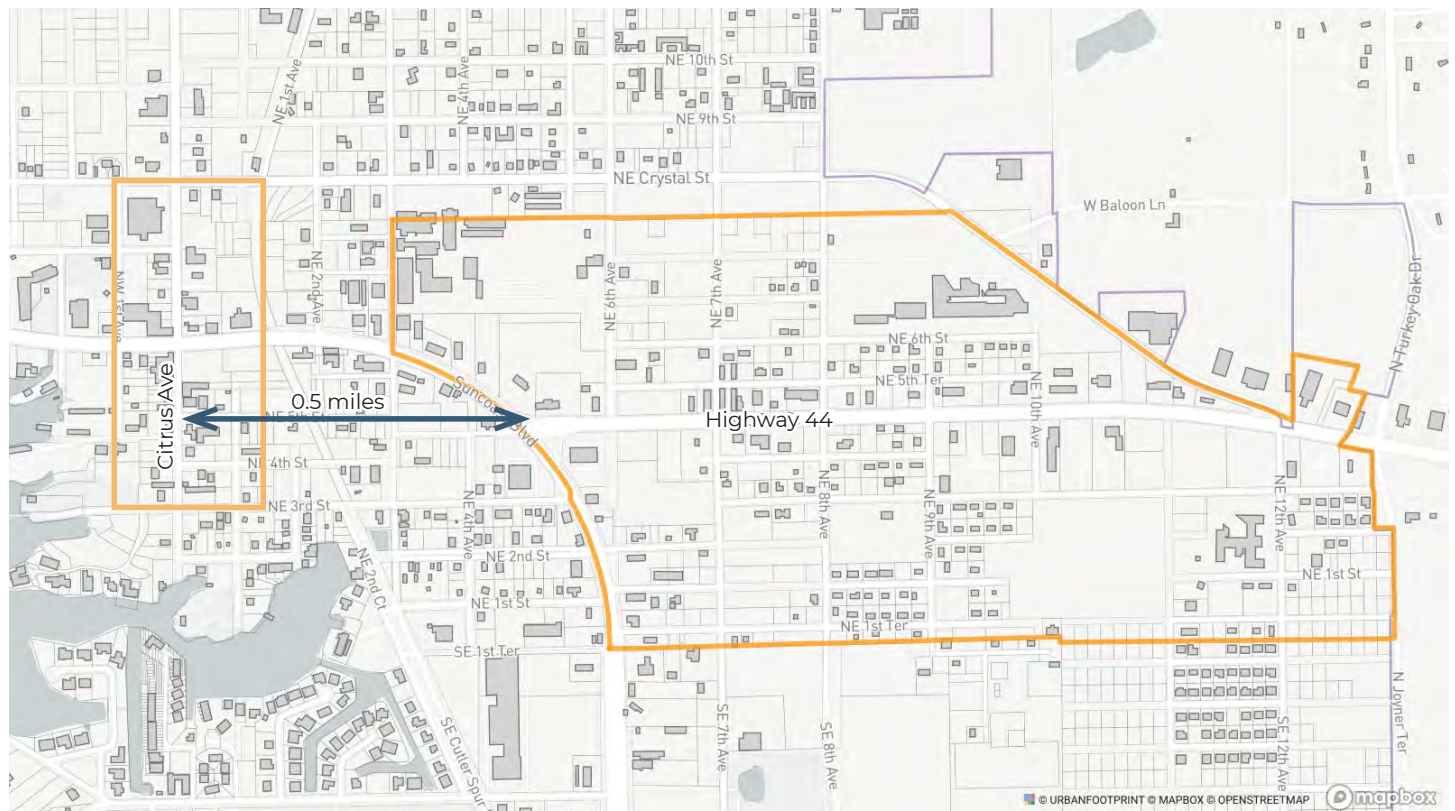 NE 10th St
NE 1st Ave
NE 4th Ave
NE 9th St
NE Crystal St
W Baloon Ln
NE 2nd Ave
NE 6th Ave
NE 7th Ave
N Turkey Oak Dr
NW 1st Ave
NE 6th St
Suncoast Blvd
NE 5th Ter
Citrus Ave
0.5 miles
NE 5th St
Highway 44
NE 10th Ave
NE 4th St
NE 3rd St
NE 4th Ave
NE 8th Ave
NE 9th Ave
NE 12th Ave
NE 2nd St
NE 2nd Ct
NE 1st St
NE 1st St
NE 1st Ter
SE 1st Ter
SE Cutler Spur
SE 7th Ave
SE 8th Ave
SE 12th Ave
N Joyner Ter
© URBANFOOTPRINT © MAPBOX © OPENSTREETMAP
mapbox